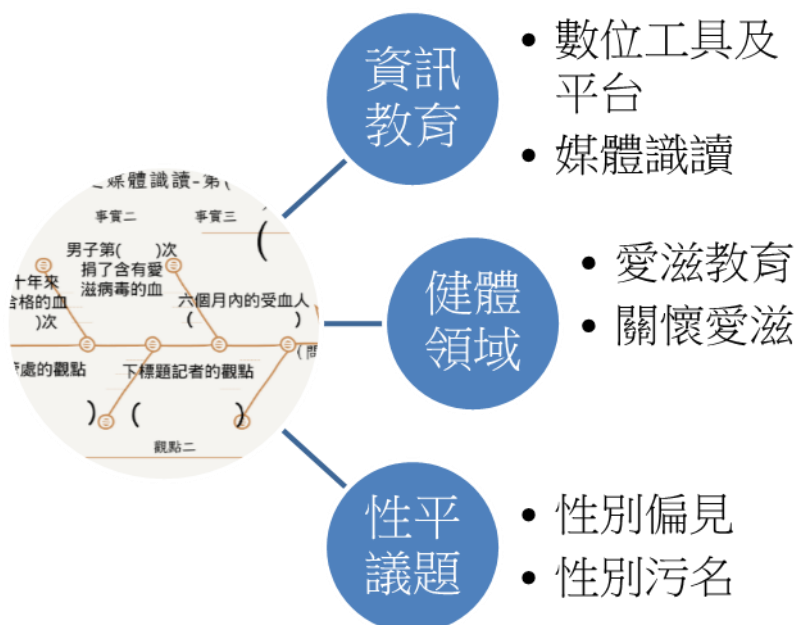 資訊
教育
• 數位工具及
平台
• 媒體識讀
媒體識讀-第(
事實二
事實三
(
男子第( )次
捐了含有愛
滋病毒的血
十年來
合格的血
)次
六個月內的受血人
( )
(問
處的觀點
下標題記者的觀點
) ( )
觀點二
健體
領域
• 愛滋教育
• 關懷愛滋
性平
議題
• 性別偏見
• 性別污名